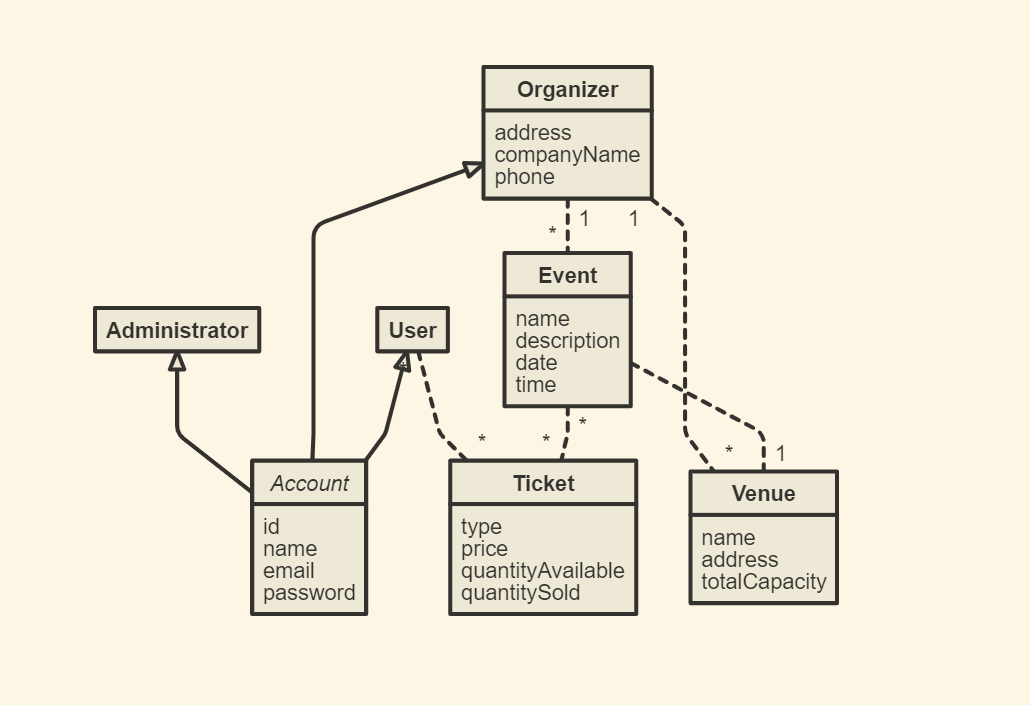 Organizer
address
companyName
phone
1
1
*
Event
name
description
date
time
Administrator
User
*
*
*
*
*
1
Account
id
name
email
password
Ticket
type
price
quantityAvailable
quantitySold
Venue
name
address
totalCapacity